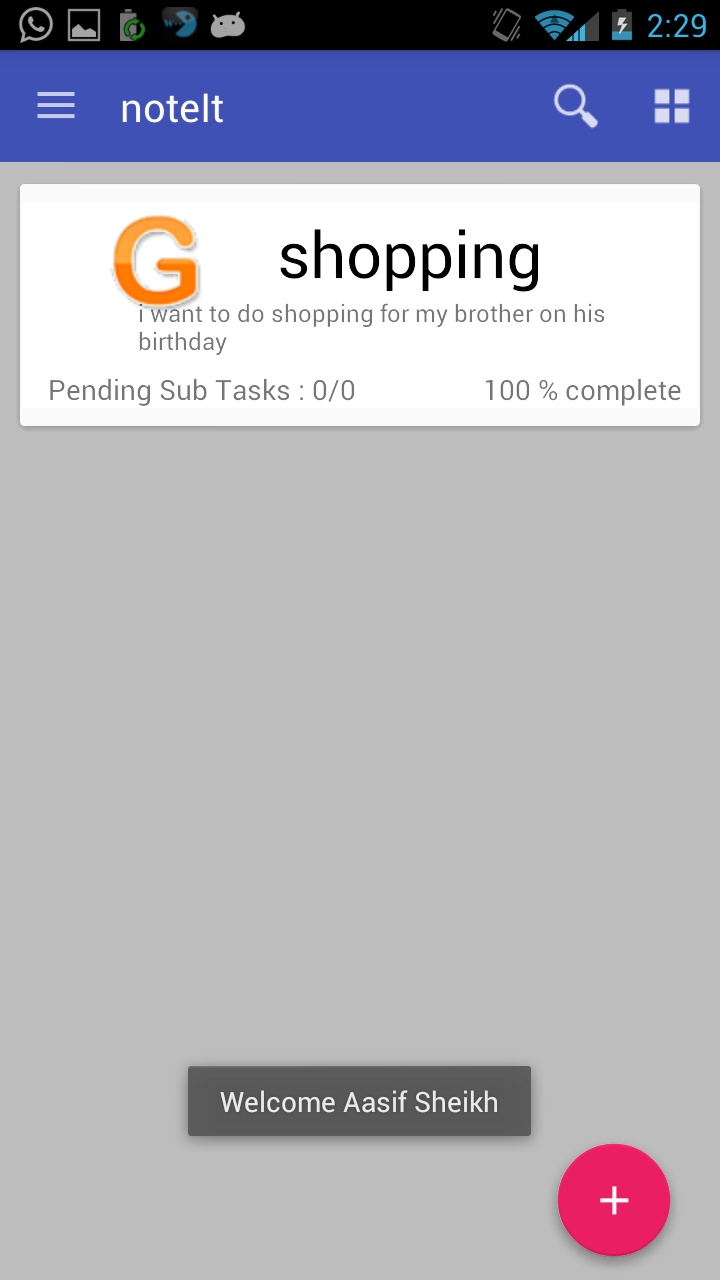 2:29
noteIt
G
shopping
i want to do shopping for my brother on his
birthday
Pending Sub Tasks : 0/0
100 % complete
Welcome Aasif Sheikh
+